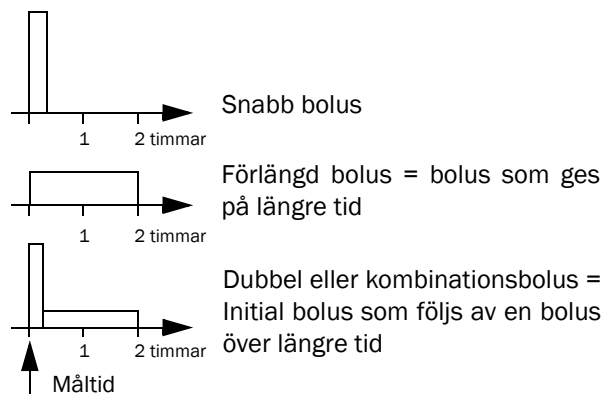 Snabb bolus
1 2 timmar
Förlängd bolus = bolus som ges
på längre tid
1 2 timmar
Dubbel eller kombinationsbolus =
Initial bolus som följs av en bolus
över längre tid
1 2 timmar
Måltid